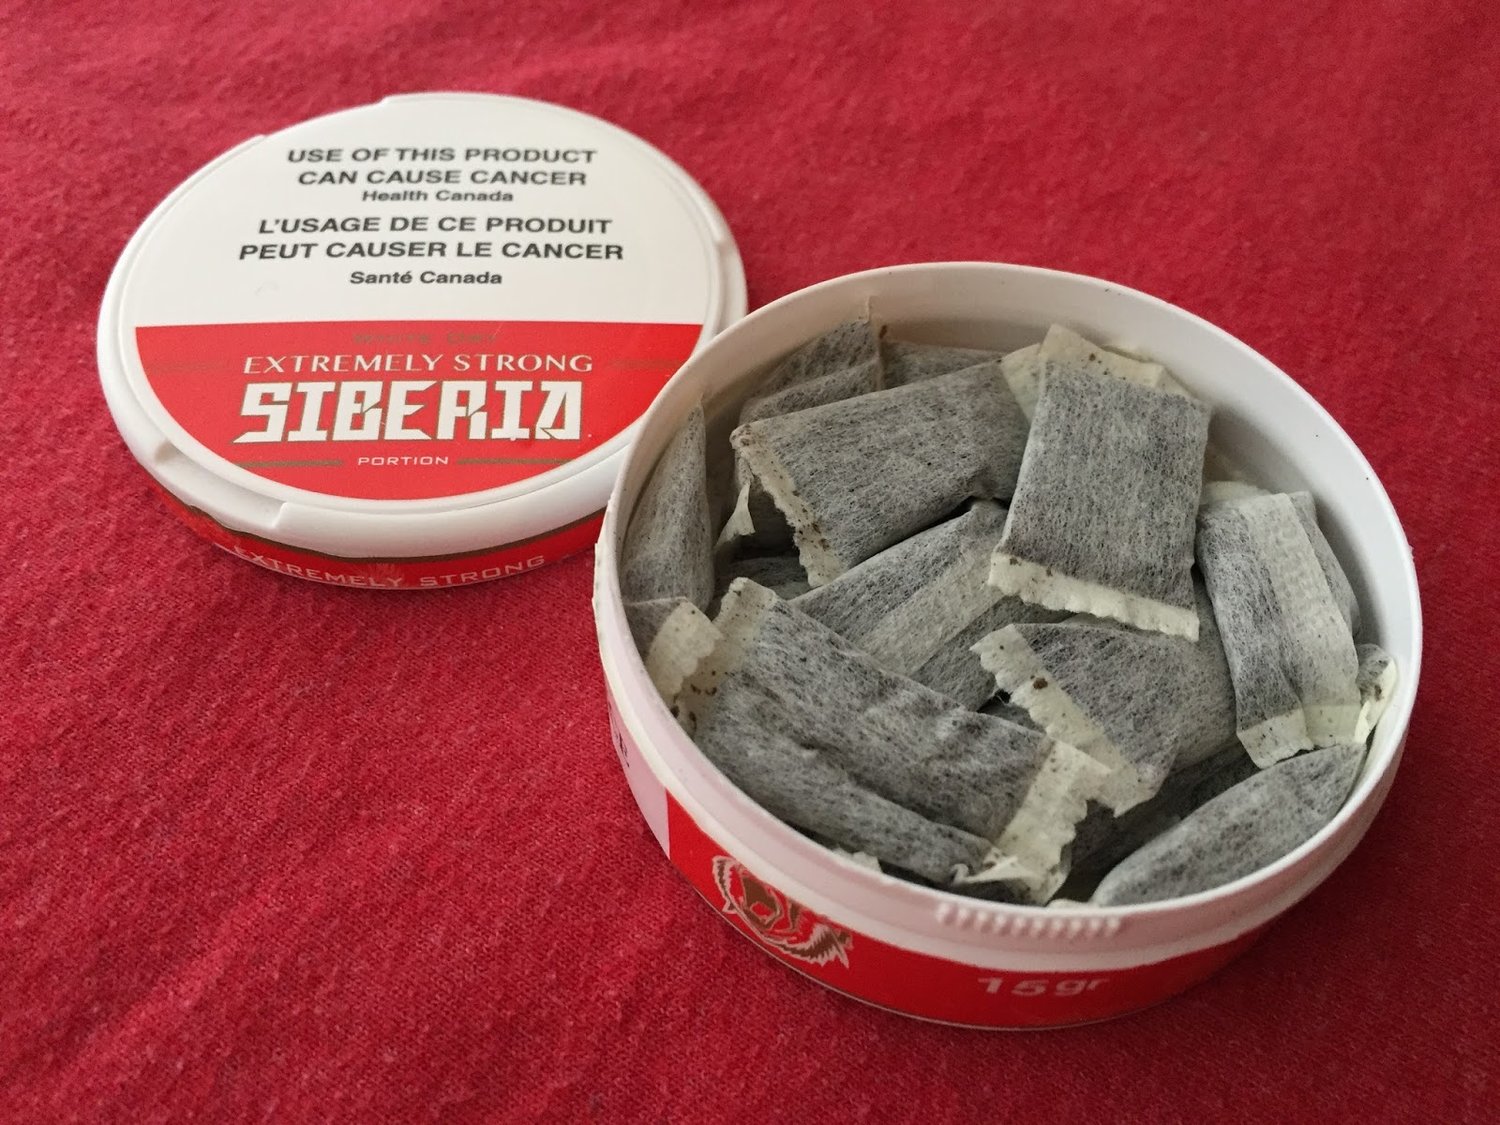 USE OF THIS PRODUCT
CAN CAUSE CANCER
Health Canada
L'USAGE DE CE PRODUIT
PEUT CAUSER LE CANCER
Santé Canada
WHITE DRY
EXTREMELY STRONG
SIBERIA
PORTION
EXTREMELY STRONG
15gr